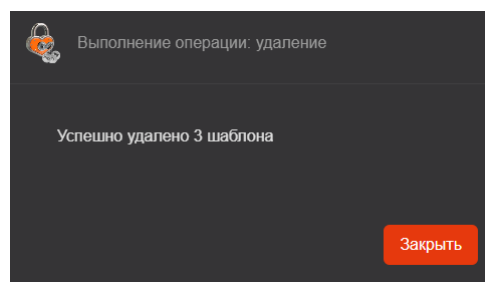 Выполнение операции: удаление
Успешно удалено 3 шаблона
Закрыть